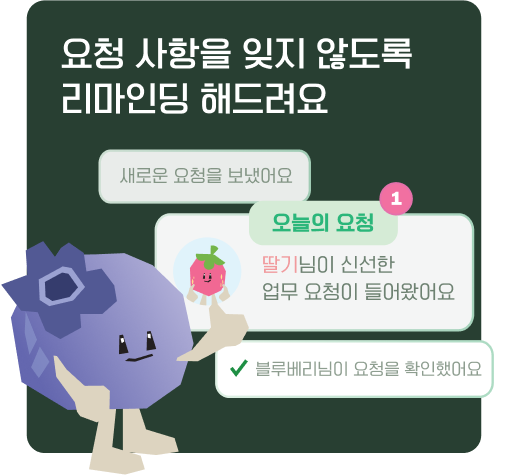 요청 사항을 잊지 않도록
리마인딩 해드려요
새로운 요청을 보냈어요
1
오늘의 요청
딸기님이 신선한
업무 요청이 들어왔어요
블루베리님이 요청을 확인했어요